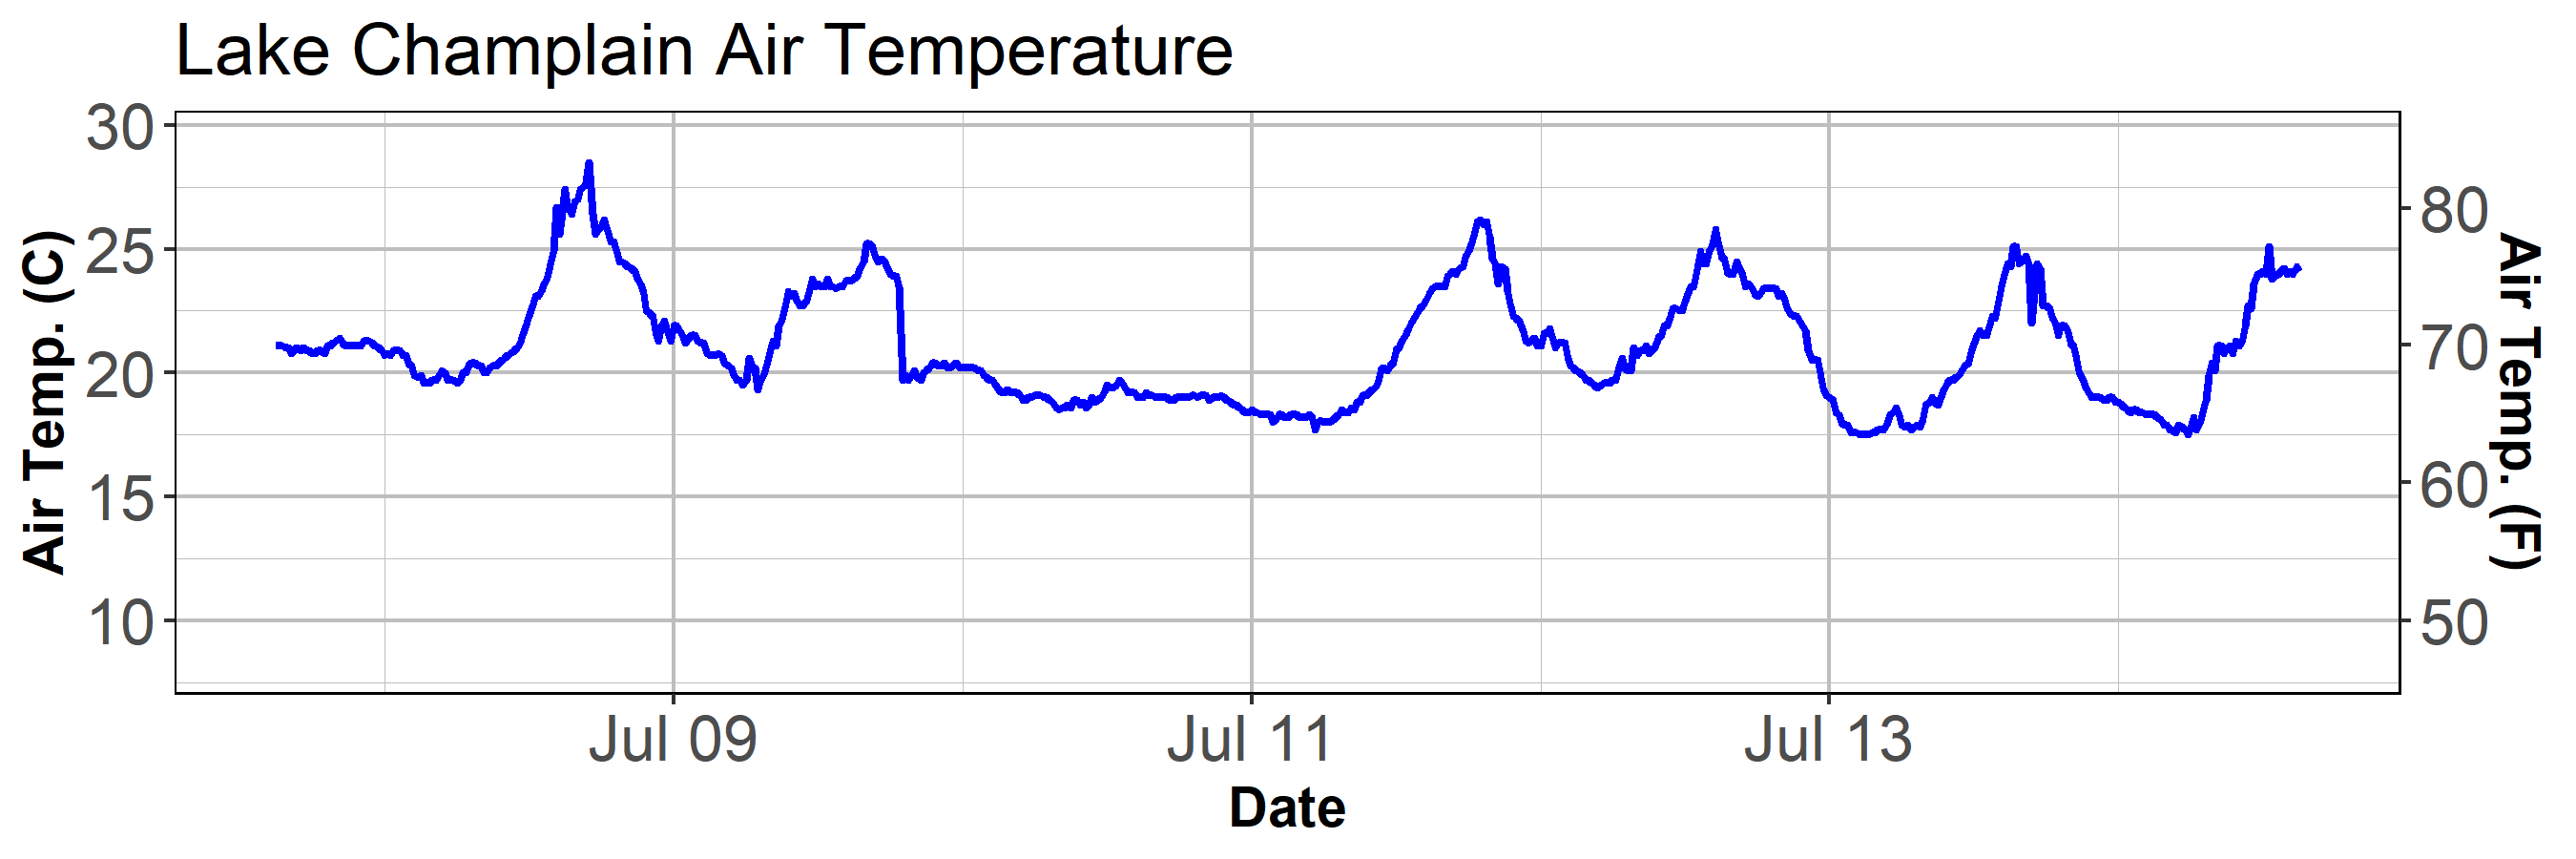 Lake Champlain Air Temperature
Air Temp. (C)
30
25
20
15
10
80
70
60
50
Air Temp. (F)
Jul 09
Jul 11
Jul 13
Date